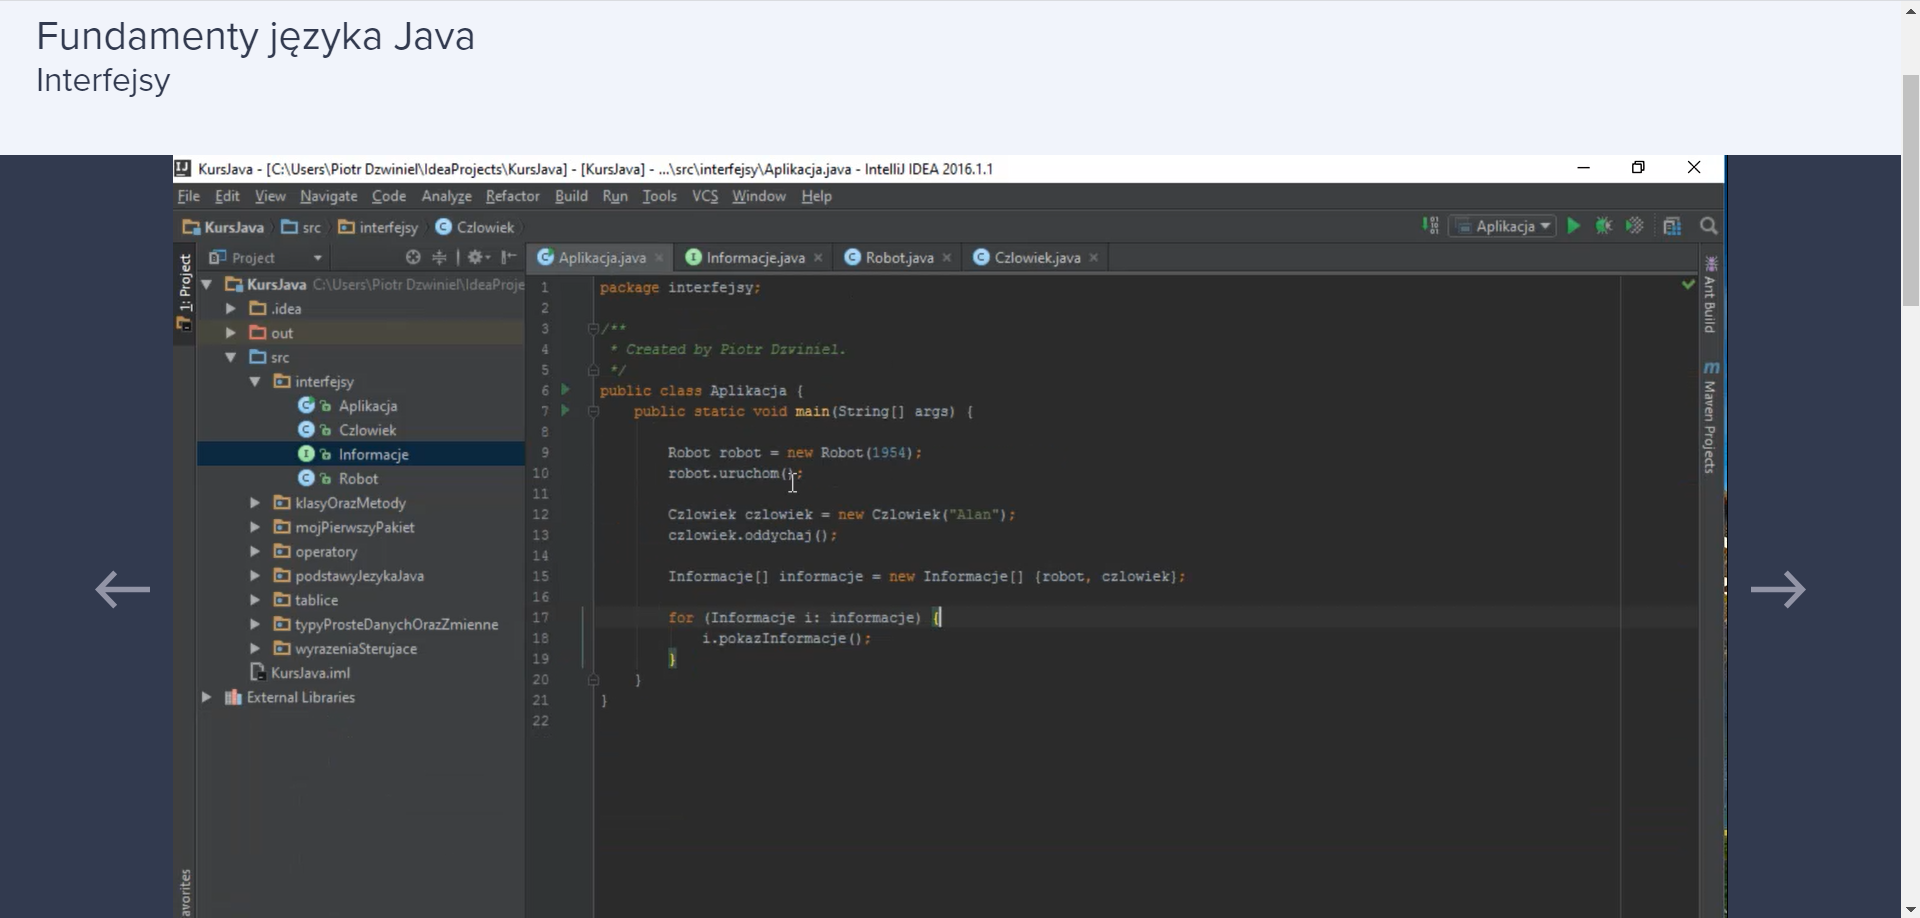 Fundamenty języka Java
Interfejsy
KursJava - [C:\Users\Piotr Dzwiniel\IdeaProjects\KursJava] - [KursJava] - ...\src\interfejsy\Aplikacja.java - IntelliJ IDEA 2016.1.1
File Edit View Navigate Code Analyze Refactor Build Run Tools VCS Window Help
KursJava src interfejsy Czlowiek
Aplikacja
Project
Aplikacja.java Informacje.java Robot.java Czlowiek.java
1: Project
KursJava C:\Users\Piotr Dzwiniel\IdeaProje
.idea
out
src
interfejsy
Aplikacja
Czlowiek
Informacje
Robot
klasyOrazMetody
mojPierwszyPakiet
operatory
podstawyJezykaJava
tablice
typyProsteDanychOrazZmienne
wyrazeniaSterujace
KursJava.iml
External Libraries
avorites
1 package interfejsy;
2
3 /**
4 * Created by Piotr Dzwiniel.
5 */
6 public class Aplikacja {
7 public static void main(String[] args) {
8
9 Robot robot = new Robot(1954);
10 robot.uruchom();
11
12 Czlowiek czlowiek = new Czlowiek("Alan");
13 czlowiek.oddychaj();
14
15 Informacje[] informacje = new Informacje[] {robot, czlowiek};
16
17 for (Informacje i: informacje) {
18 i.pokazInformacje();
19 }
20 }
21 }
22
Ant Build
Maven Projects